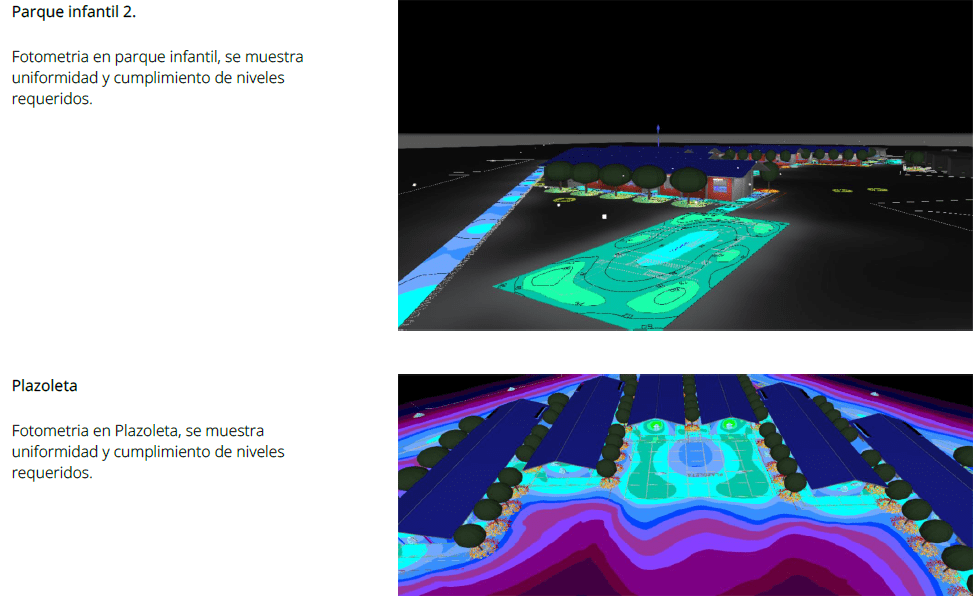 Parque infantil 2.
Fotometria en parque infantil, se muestra
uniformidad y cumplimiento de niveles
requeridos.
Plazoleta
Fotometria en Plazoleta, se muestra
uniformidad y cumplimiento de niveles
requeridos.